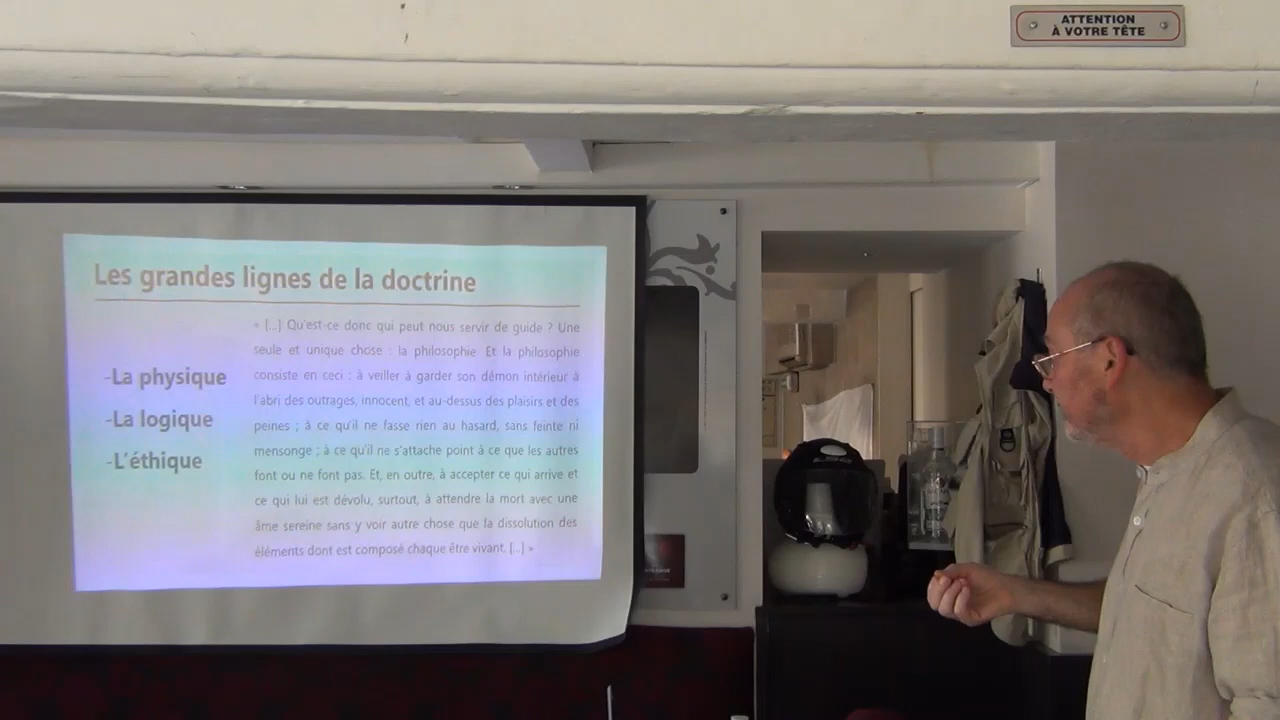 ATTENTION
À VOTRE TÊTE
Les grandes lignes de la doctrine
-La physique
-La logique
-L'éthique
« [...] Qu'est-ce donc qui peut nous servir de guide ? Une
seule et unique chose : la philosophie Et la philosophie
consiste en ceci : à veiller à garder son démon intérieur à
l'abri des outrages, innocent, et au-dessus des plaisirs et des
peines ; à ce qu'il ne fasse rien au hasard, sans feinte ni
mensonge ; à ce qu'il ne s'attache point à ce que les autres
font ou ne font pas. Et, en outre, à accepter ce qui arrive et
ce qui lui est dévolu, surtout, à attendre la mort avec une
âme sereine sans y voir autre chose que la dissolution des
éléments dont est composé chaque être vivant. [...] »
LS2